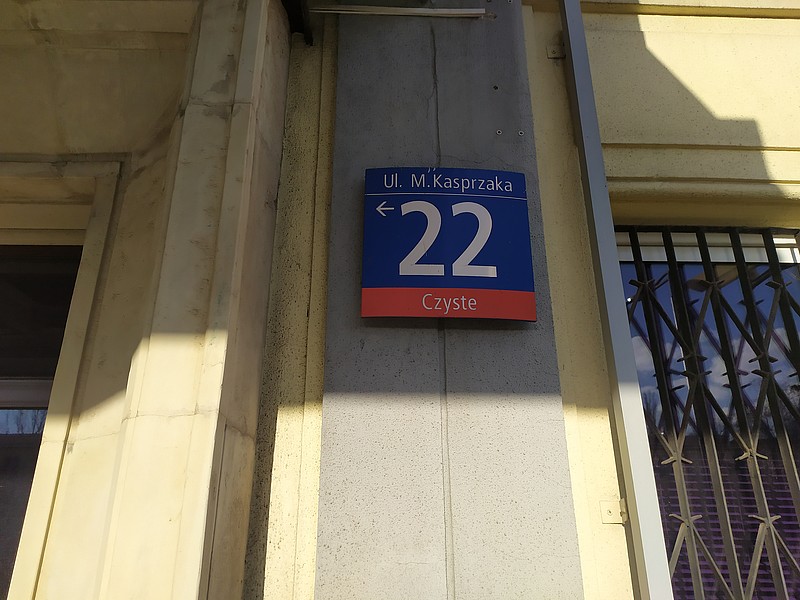 Ul. M.Kasprzaka
← 22
Czyste